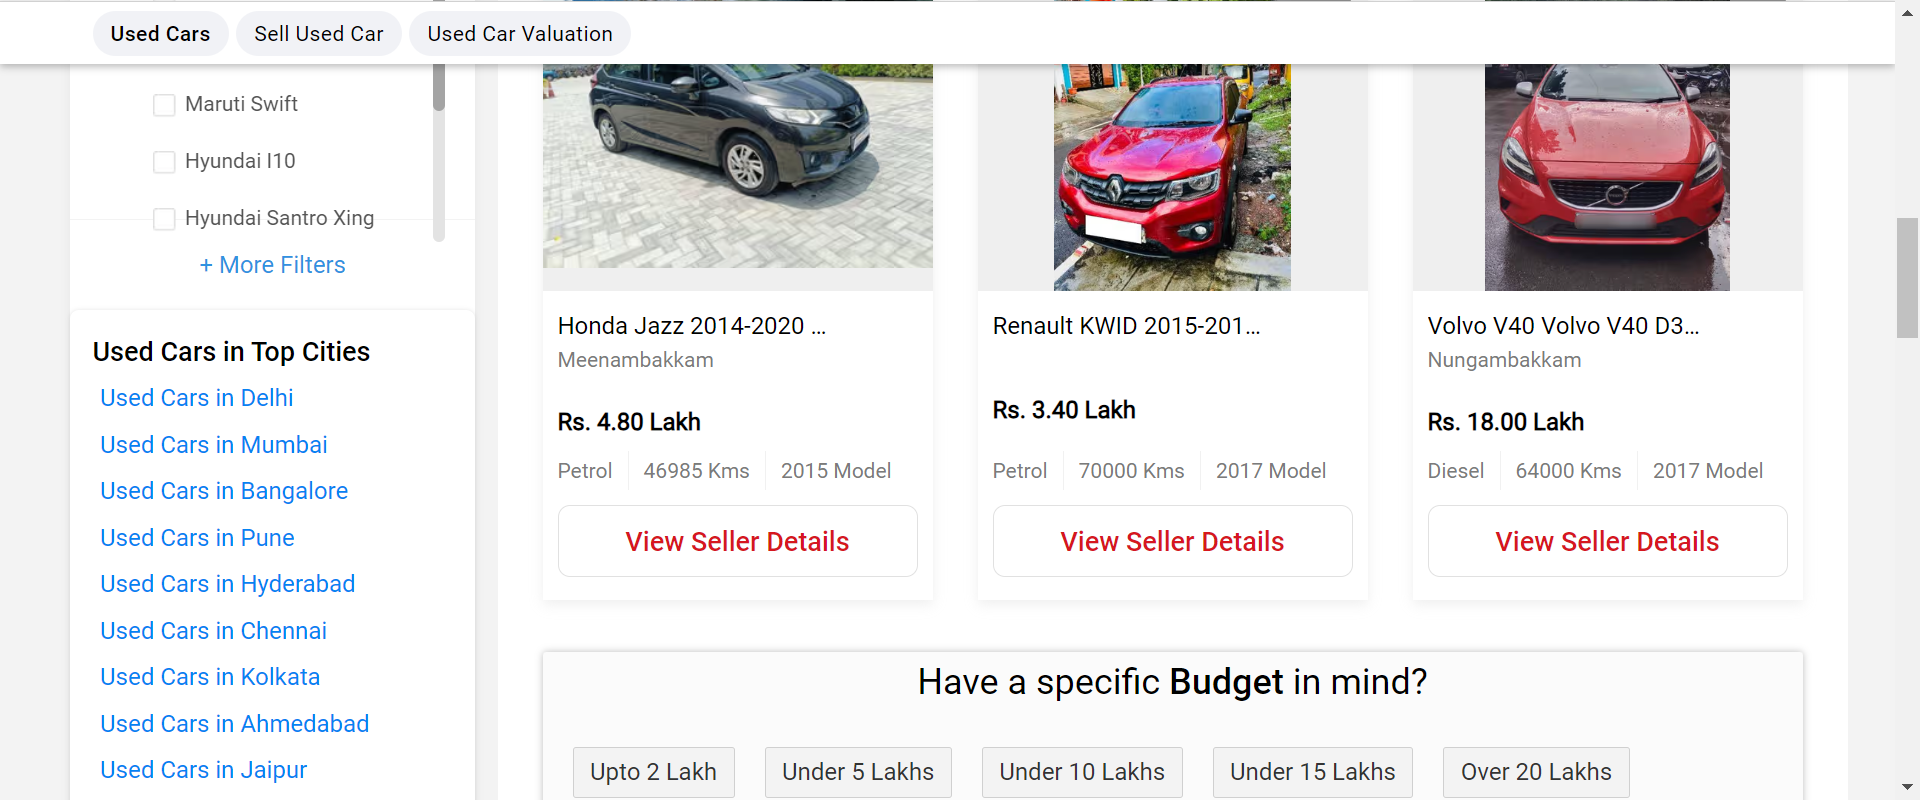 Used Cars
Sell Used Car
Used Car Valuation
Maruti Swift
Hyundai I10
Hyundai Santro Xing
+ More Filters
Used Cars in Top Cities
Used Cars in Delhi
Used Cars in Mumbai
Used Cars in Bangalore
Used Cars in Pune
Used Cars in Hyderabad
Used Cars in Chennai
Used Cars in Kolkata
Used Cars in Ahmedabad
Used Cars in Jaipur
Honda Jazz 2014-2020 ...
Meenambakkam
Rs. 4.80 Lakh
Petrol 46985 Kms 2015 Model
View Seller Details
Renault KWID 2015-201...
Rs. 3.40 Lakh
Petrol 70000 Kms 2017 Model
View Seller Details
Volvo V40 Volvo V40 D3...
Nungambakkam
Rs. 18.00 Lakh
Diesel 64000 Kms 2017 Model
View Seller Details
Have a specific Budget in mind?
Upto 2 Lakh
Under 5 Lakhs
Under 10 Lakhs
Under 15 Lakhs
Over 20 Lakhs